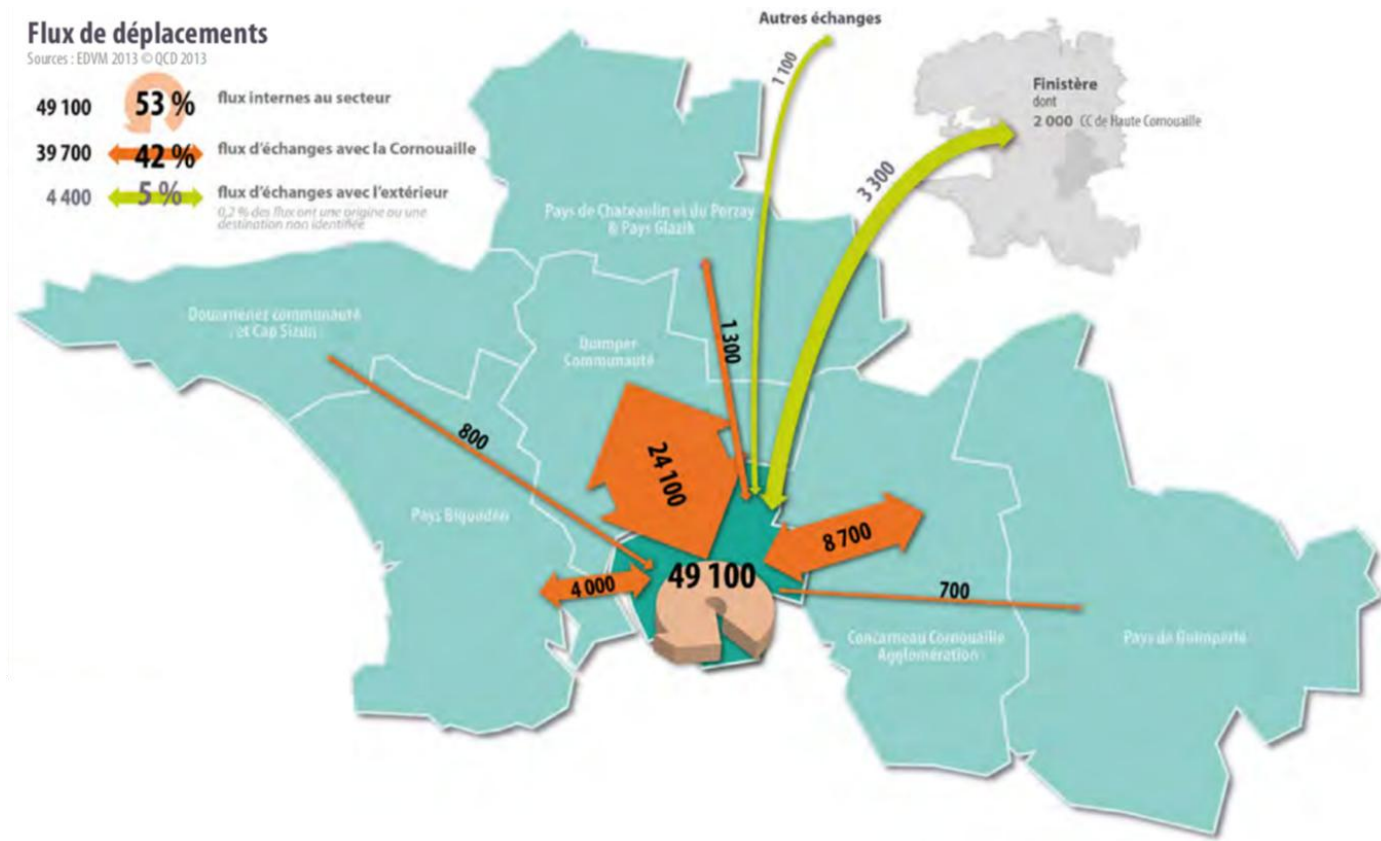 Flux de déplacements
Sources : EDVM 2013 © QCD 2013
49 100 53 % flux internes au secteur
39 700 42 % flux d'échanges avec la Cornouaille
4 400 5 % flux d'échanges avec l'extérieur
0,2 % des flux ont une origine ou une
destination non identifiée
Autres échanges
1 100
Finistère
dont
2 000 CC de Haute Cornouaille
3 300
Pays de Chateaulin et du Porzay
& Pays Glazik
Douarnenez communauté
et Cap Sizun
Quimper
Communauté
1 300
800
24 100
Pays Bigouden
8 700
4 000
49 100
700
Concarneau Cornouaille
Agglomération
Pays de Quimperlé